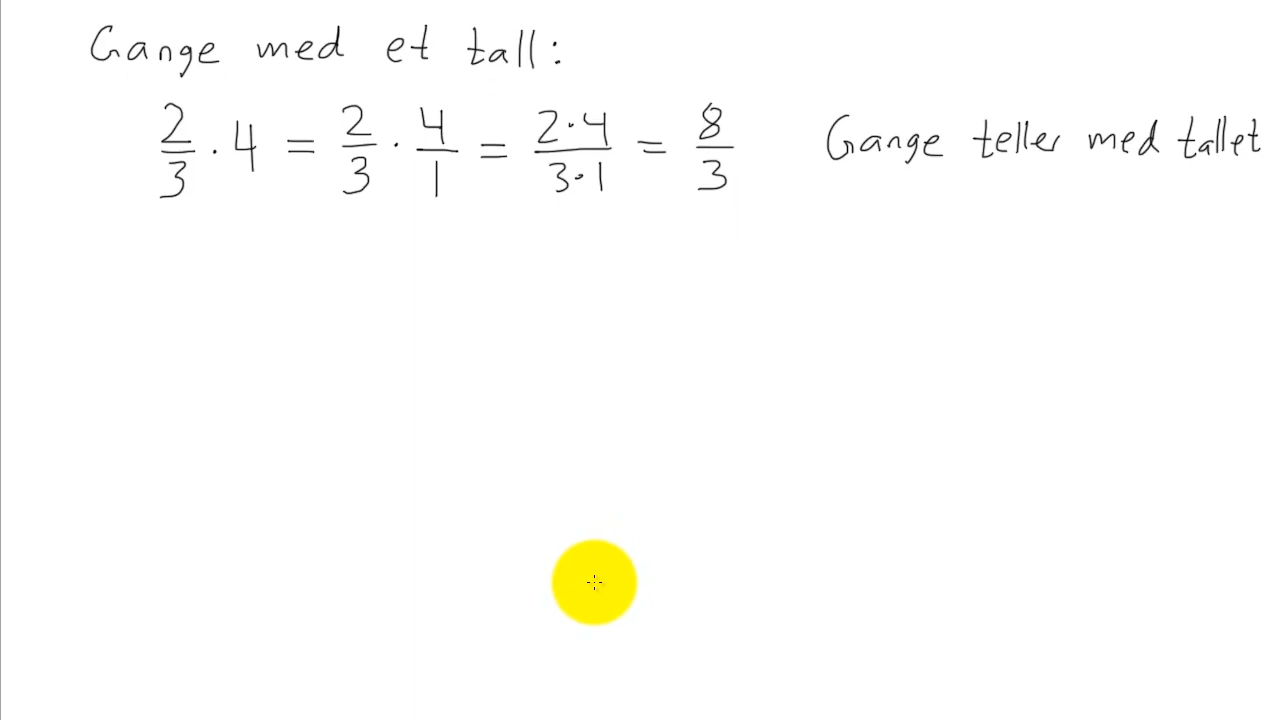 Gange med et tall:
2/3 · 4 = 2/3 · 4/1 = 2·4/3·1 = 8/3 Gange teller med tallet